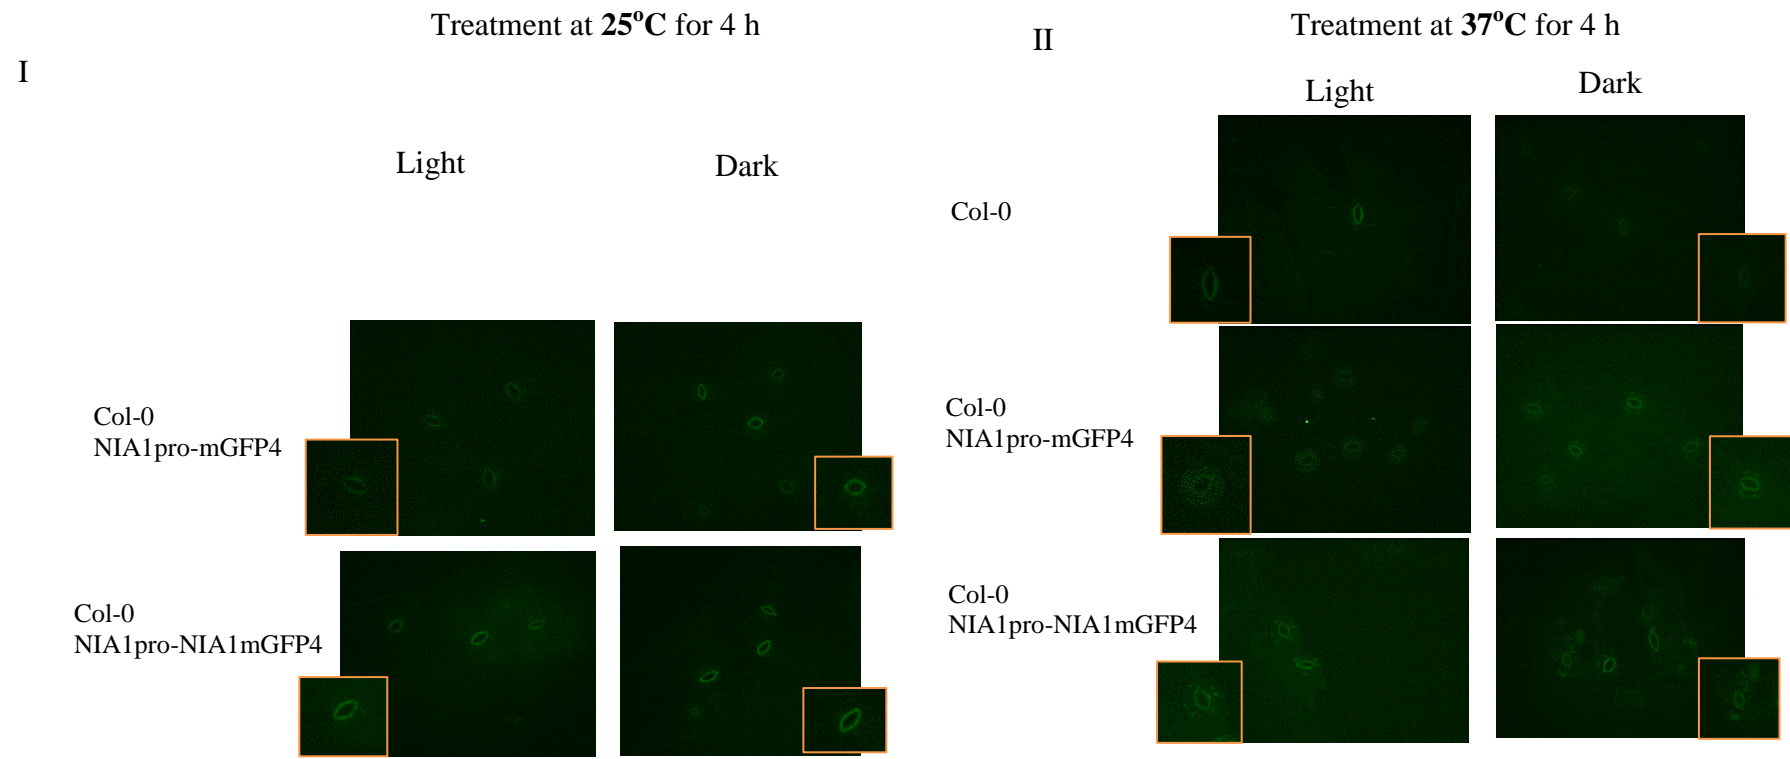 Treatment at 25°C for 4 h
I
Light
Dark
Col-0
NIA1pro-mGFP4
Col-0
NIA1pro-NIA1mGFP4
Treatment at 37°C for 4 h
II
Light
Dark
Col-0
Col-0
NIA1pro-mGFP4
Col-0
NIA1pro-NIA1mGFP4